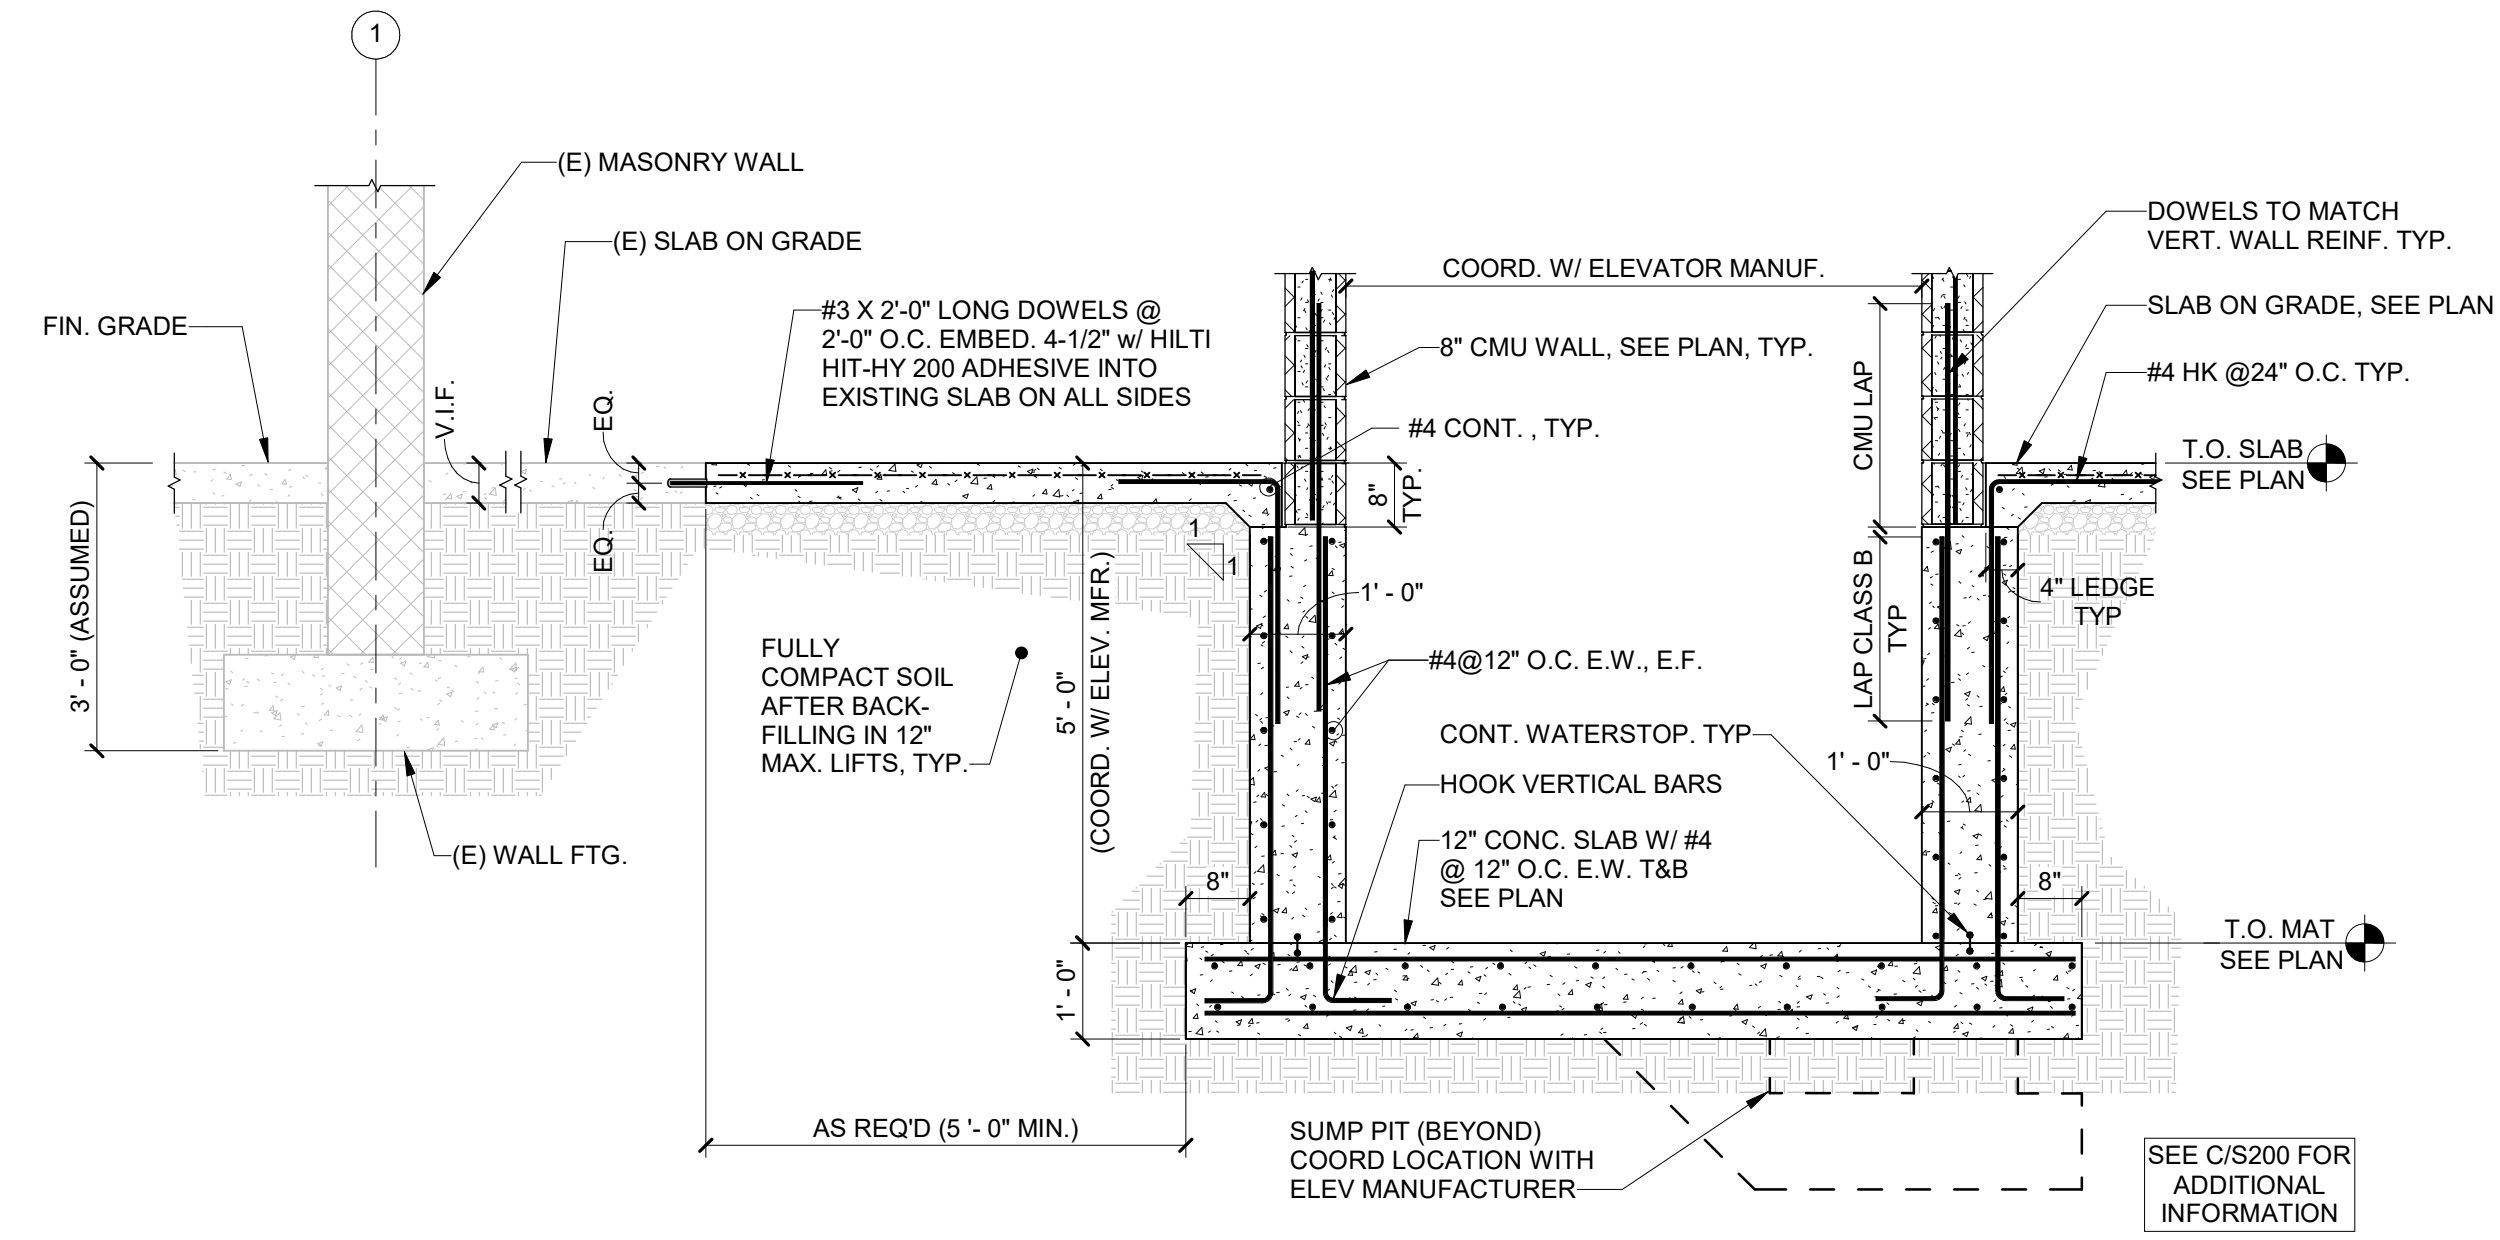 1
(E) MASONRY WALL
(E) SLAB ON GRADE
FIN. GRADE
#3 X 2'-0" LONG DOWELS @
2'-0" O.C. EMBED. 4-1/2" w/ HILTI
HIT-HY 200 ADHESIVE INTO
EXISTING SLAB ON ALL SIDES
V.I.F.
EQ.
EQ.
3' - 0" (ASSUMED)
(E) WALL FTG.
FULLY
COMPACT SOIL
AFTER BACK-
FILLING IN 12"
MAX. LIFTS, TYP.
5' - 0"
(COORD. W/ ELEV. MFR.)
1' - 0"
1
1
8"
AS REQ'D (5 '- 0" MIN.)
COORD. W/ ELEVATOR MANUF.
8" CMU WALL, SEE PLAN, TYP.
#4 CONT. , TYP.
8"
TYP.
1' - 0"
#4@12" O.C. E.W., E.F.
CONT. WATERSTOP. TYP
HOOK VERTICAL BARS
12" CONC. SLAB W/ #4
@ 12" O.C. E.W. T&B
SEE PLAN
SUMP PIT (BEYOND)
COORD LOCATION WITH
ELEV MANUFACTURER
CMU LAP
LAP CLASS B
TYP
1' - 0"
DOWELS TO MATCH
VERT. WALL REINF. TYP.
SLAB ON GRADE, SEE PLAN
#4 HK @24" O.C. TYP.
T.O. SLAB
SEE PLAN
4" LEDGE
TYP
8"
T.O. MAT
SEE PLAN
SEE C/S200 FOR
ADDITIONAL
INFORMATION